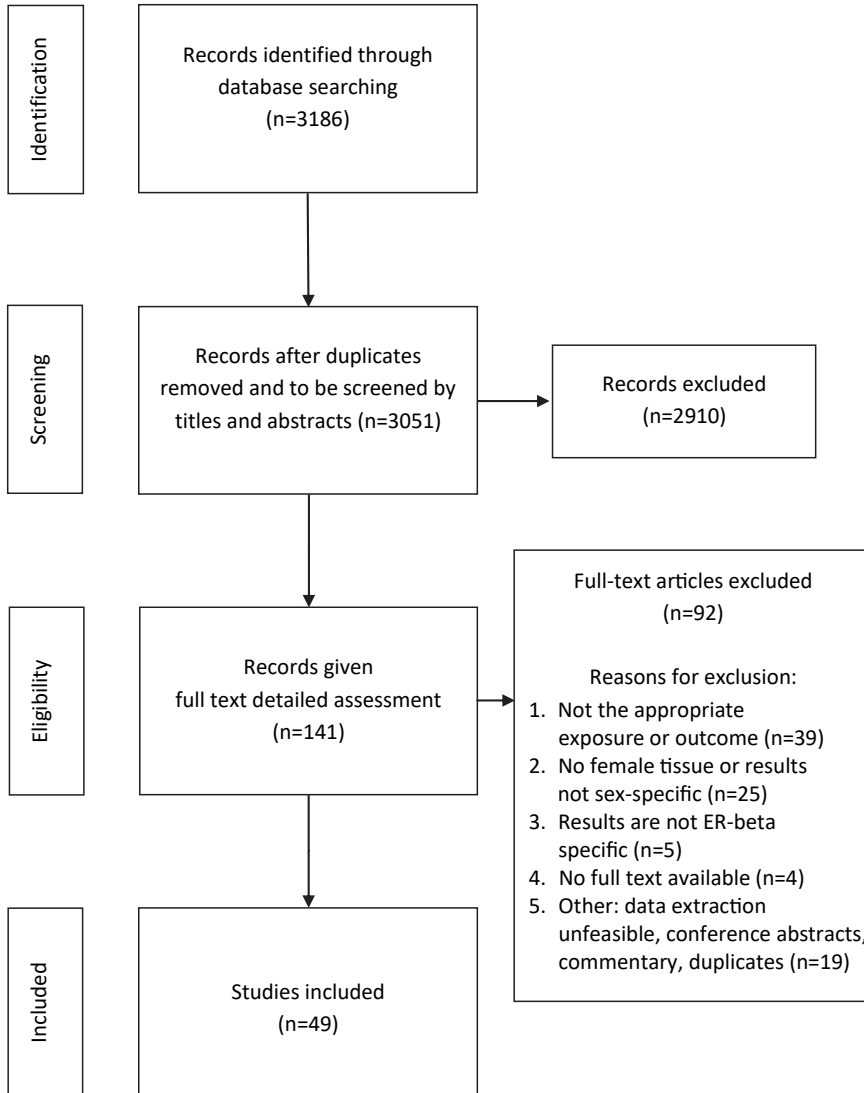 Identification
Records identified through
database searching
(n=3186)
Screening
Records after duplicates
removed and to be screened by
titles and abstracts (n=3051)
Records excluded
(n=2910)
Eligibility
Records given
full text detailed assessment
(n=141)
Full-text articles excluded
(n=92)
Reasons for exclusion:
1. Not the appropriate
exposure or outcome (n=39)
2. No female tissue or results
not sex-specific (n=25)
3. Results are not ER-beta
specific (n=5)
4. No full text available (n=4)
5. Other: data extraction
unfeasible, conference abstracts,
commentary, duplicates (n=19)
Included
Studies included
(n=49)